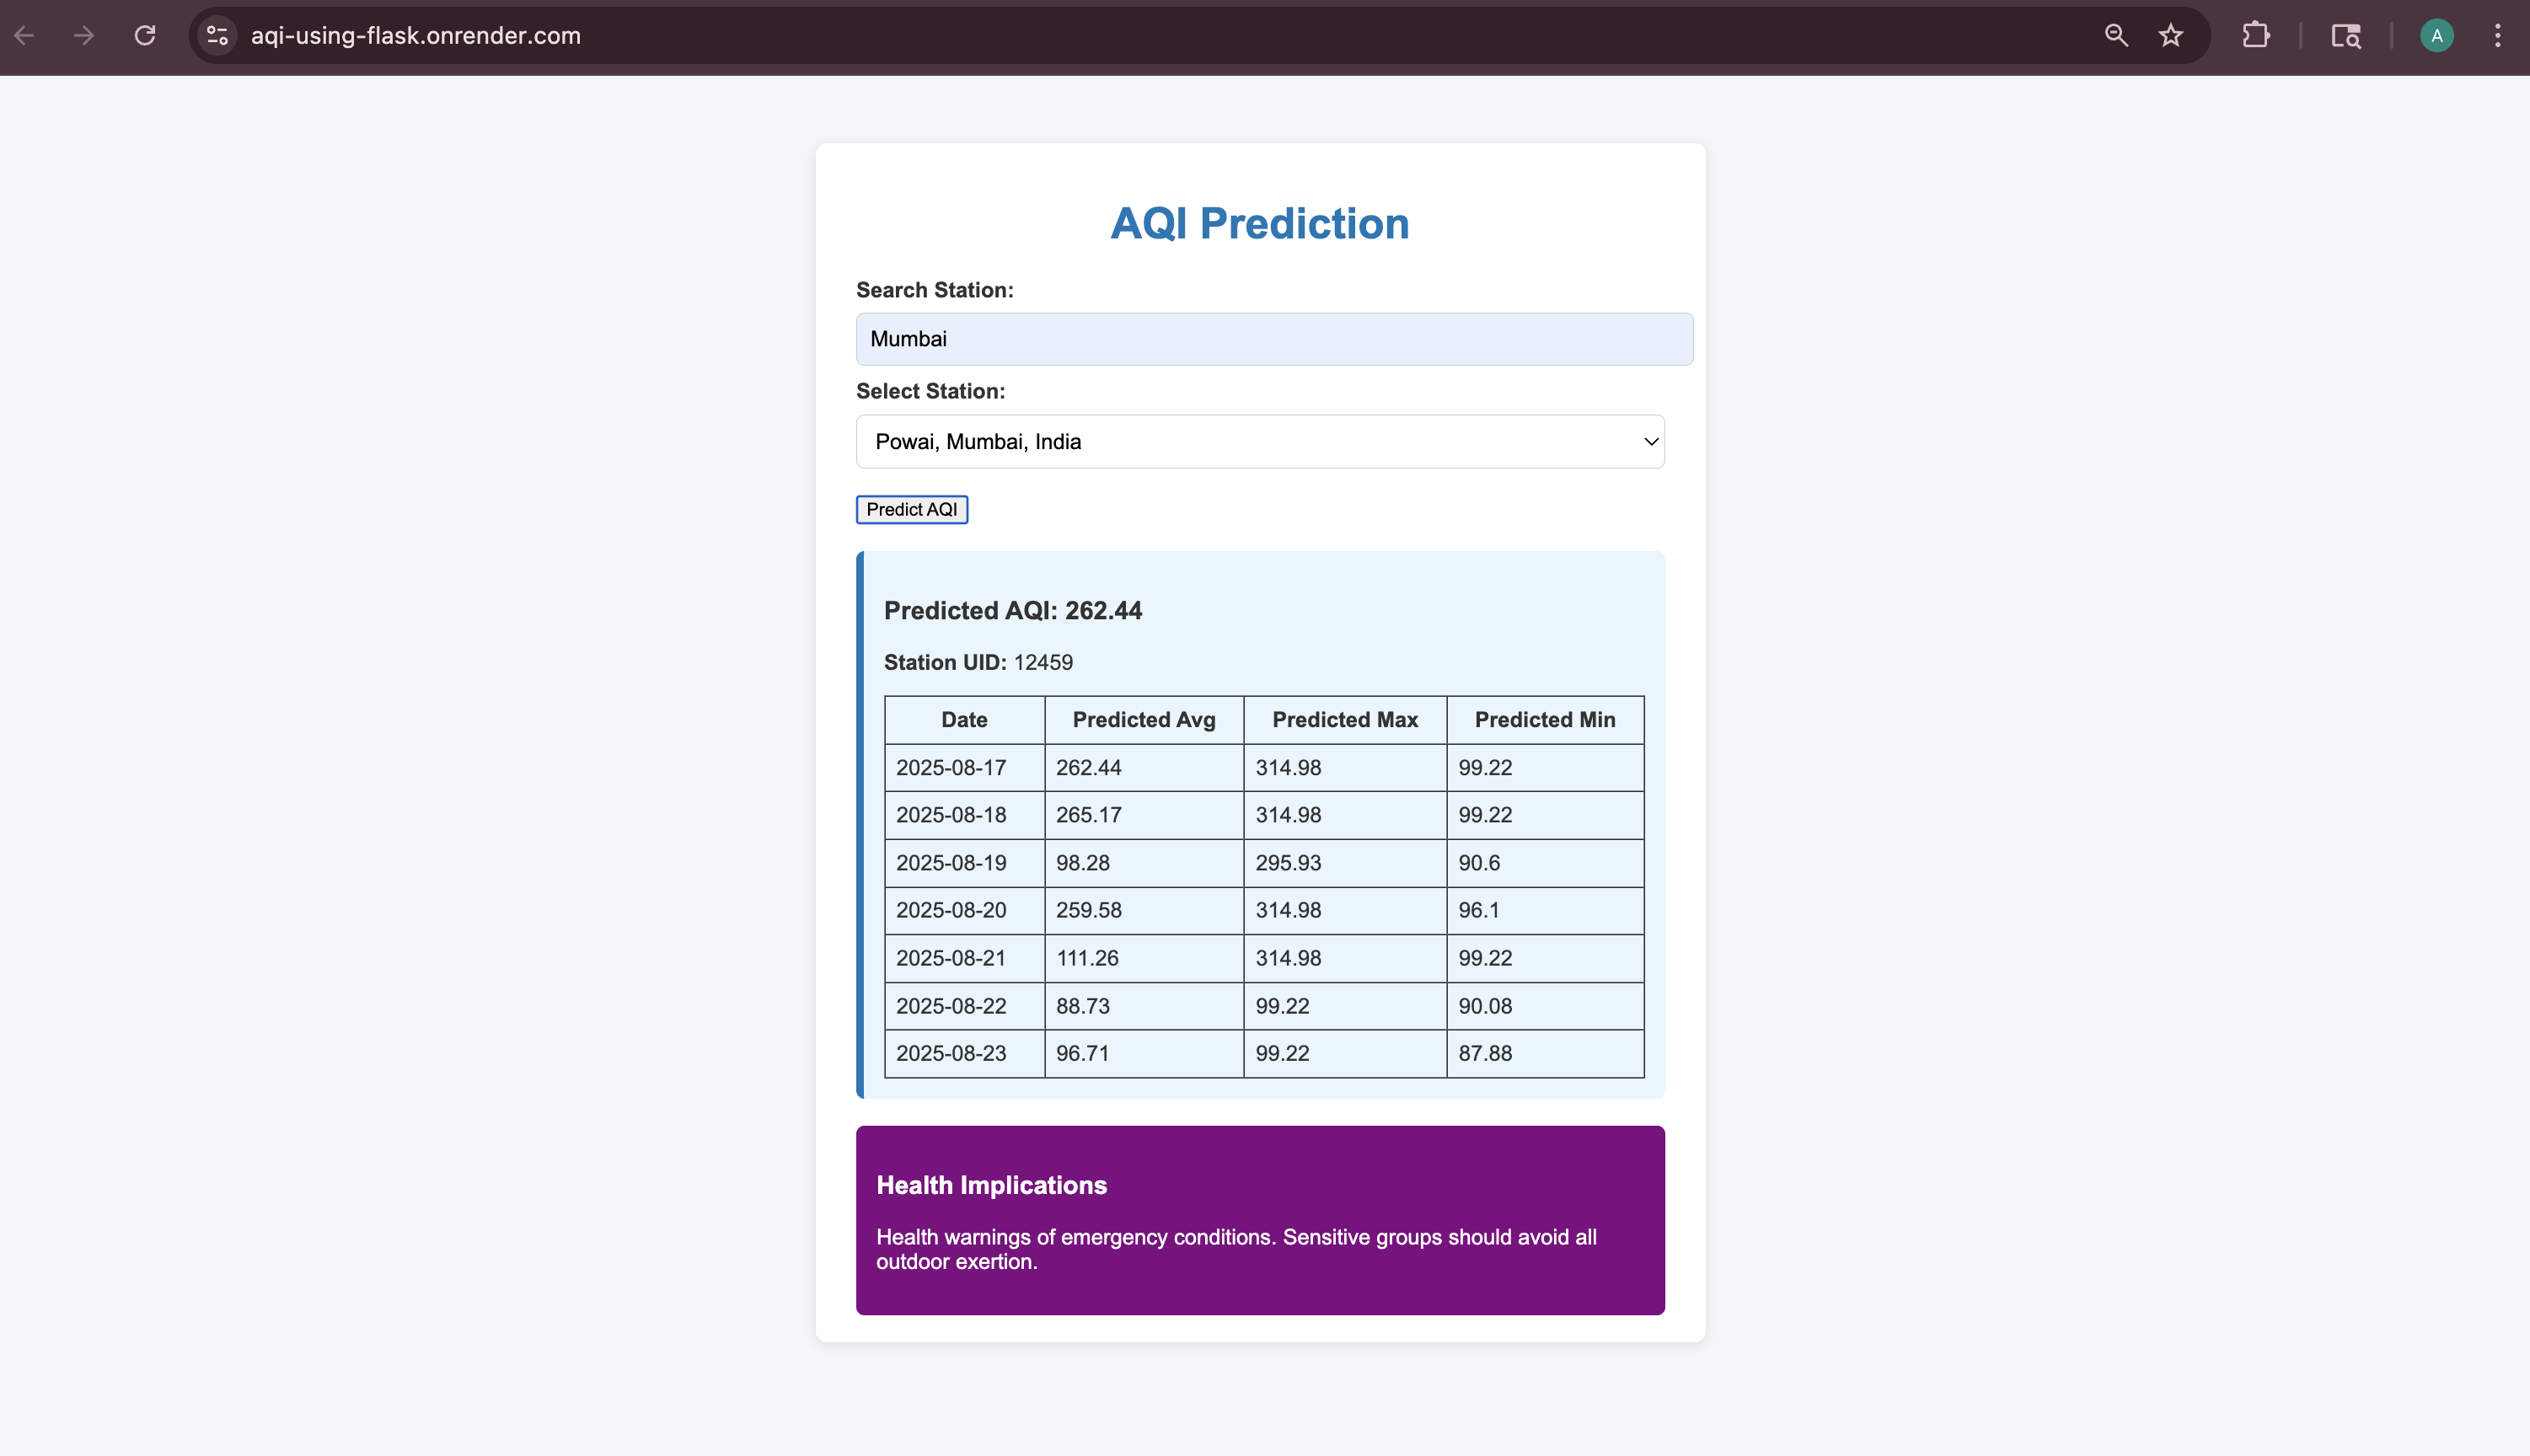 aqi-using-flask.onrender.com
A
AQI Prediction
Search Station:
Mumbai
Select Station:
Powai, Mumbai, India
Predict AQI
Predicted AQI: 262.44
Station UID: 12459
Date Predicted Avg Predicted Max Predicted Min
2025-08-17 262.44 314.98 99.22
2025-08-18 265.17 314.98 99.22
2025-08-19 98.28 295.93 90.6
2025-08-20 259.58 314.98 96.1
2025-08-21 111.26 314.98 99.22
2025-08-22 88.73 99.22 90.08
2025-08-23 96.71 99.22 87.88
Health Implications
Health warnings of emergency conditions. Sensitive groups should avoid all
outdoor exertion.